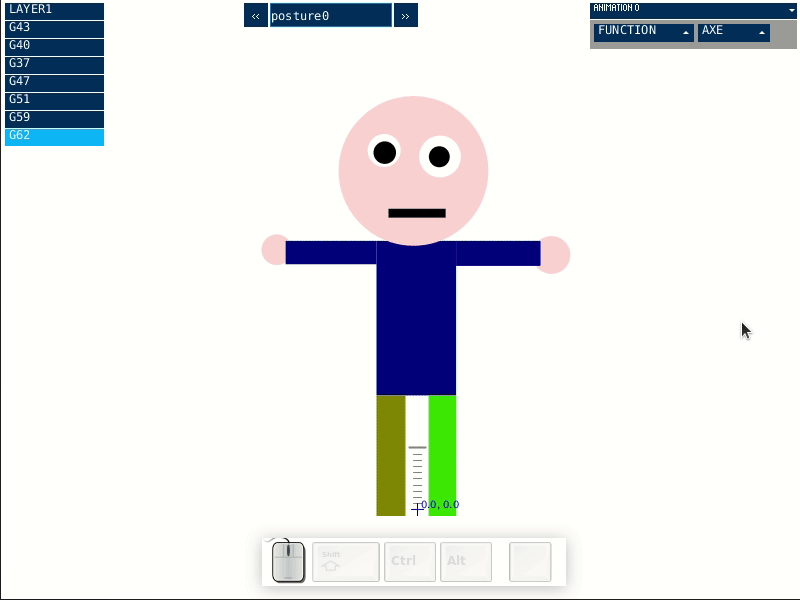 LAYER1
G43
G40
G37
G47
G51
G59
G62
<< posture0 >>
ANIMATION 0
FUNCTION AXE
0.0, 0.0
Shift Ctrl Alt